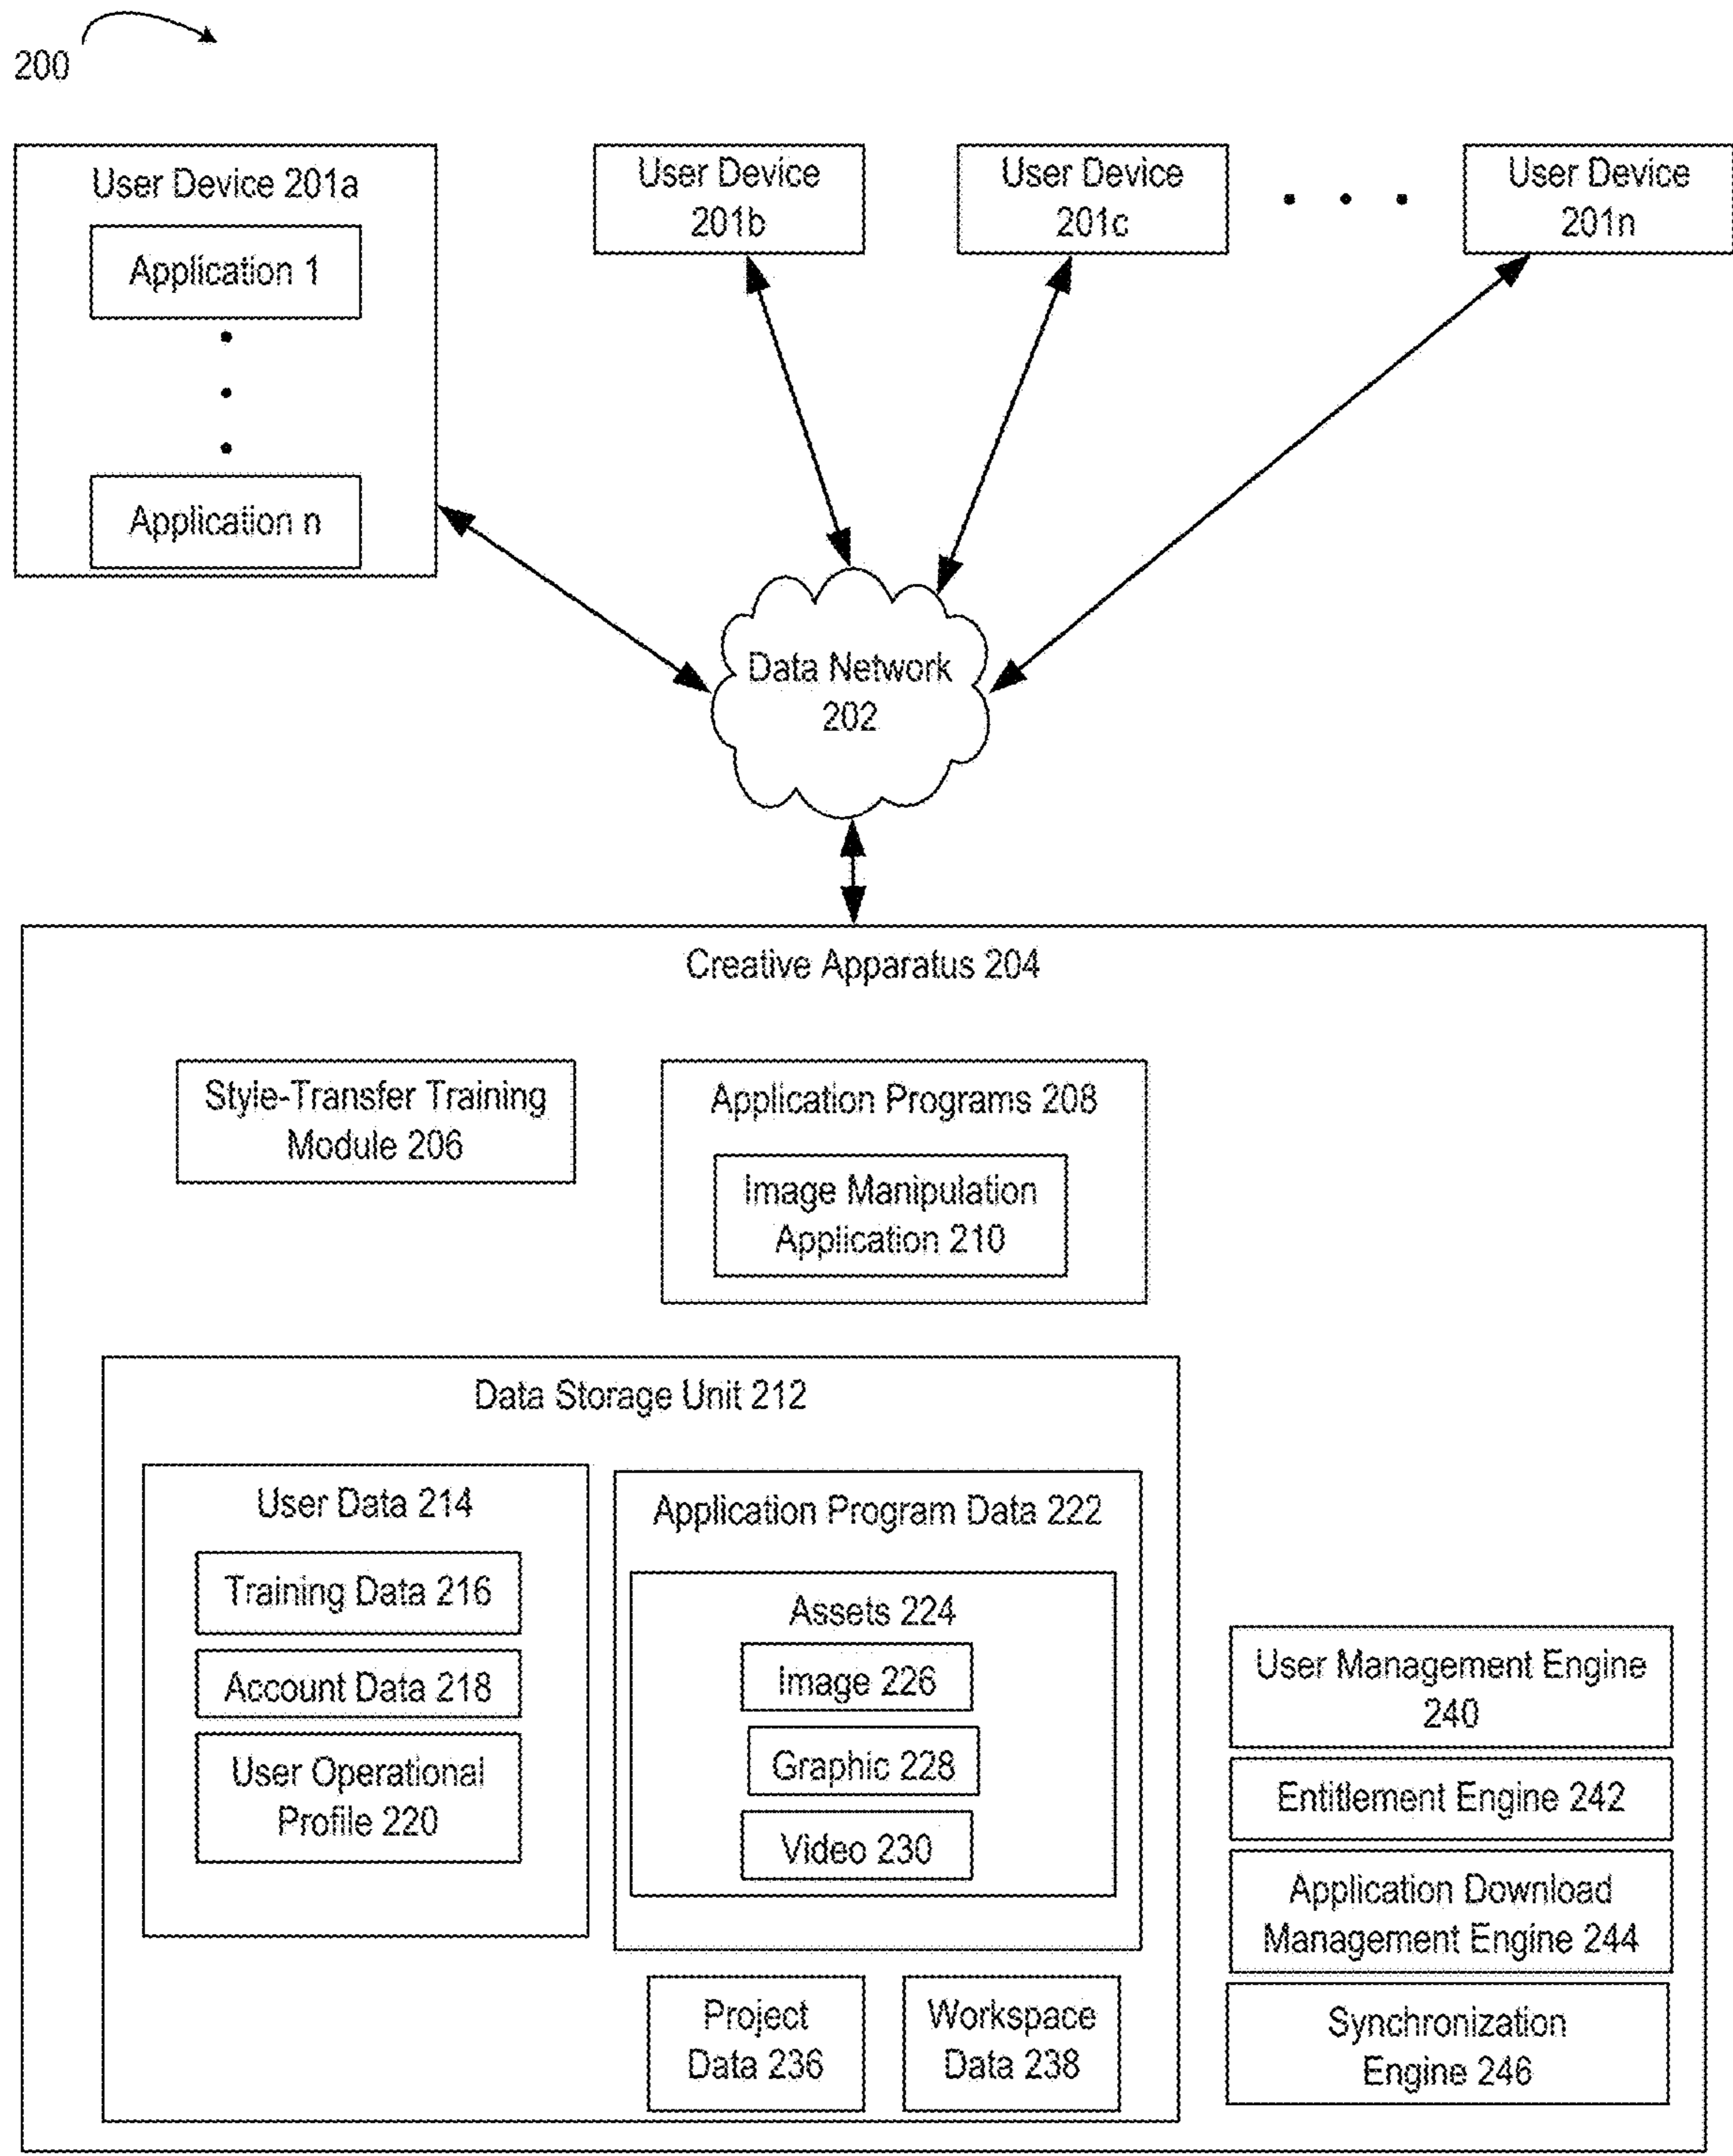 200
User Device 201a
Application 1
Application n
User Device
201b
User Device
201c
User Device
201n
Data Network
202
Creative Apparatus 204
Style-Transfer Training
Module 206
Application Programs 208
Image Manipulation
Application 210
Data Storage Unit 212
User Data 214
Training Data 216
Account Data 218
User Operational
Profile 220
Application Program Data 222
Assets 224
Image 226
Graphic 228
Video 230
Project
Data 236
Workspace
Data 238
User Management Engine
240
Entitlement Engine 242
Application Download
Management Engine 244
Synchronization
Engine 246